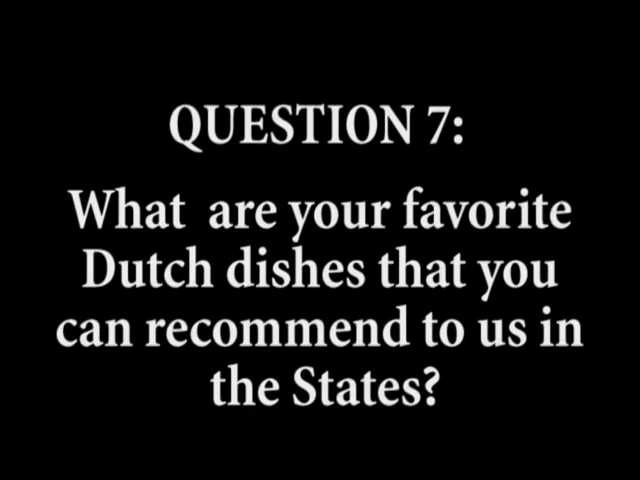 QUESTION 7:
What are your favorite
Dutch dishes that you
can recommend to us in
the States?